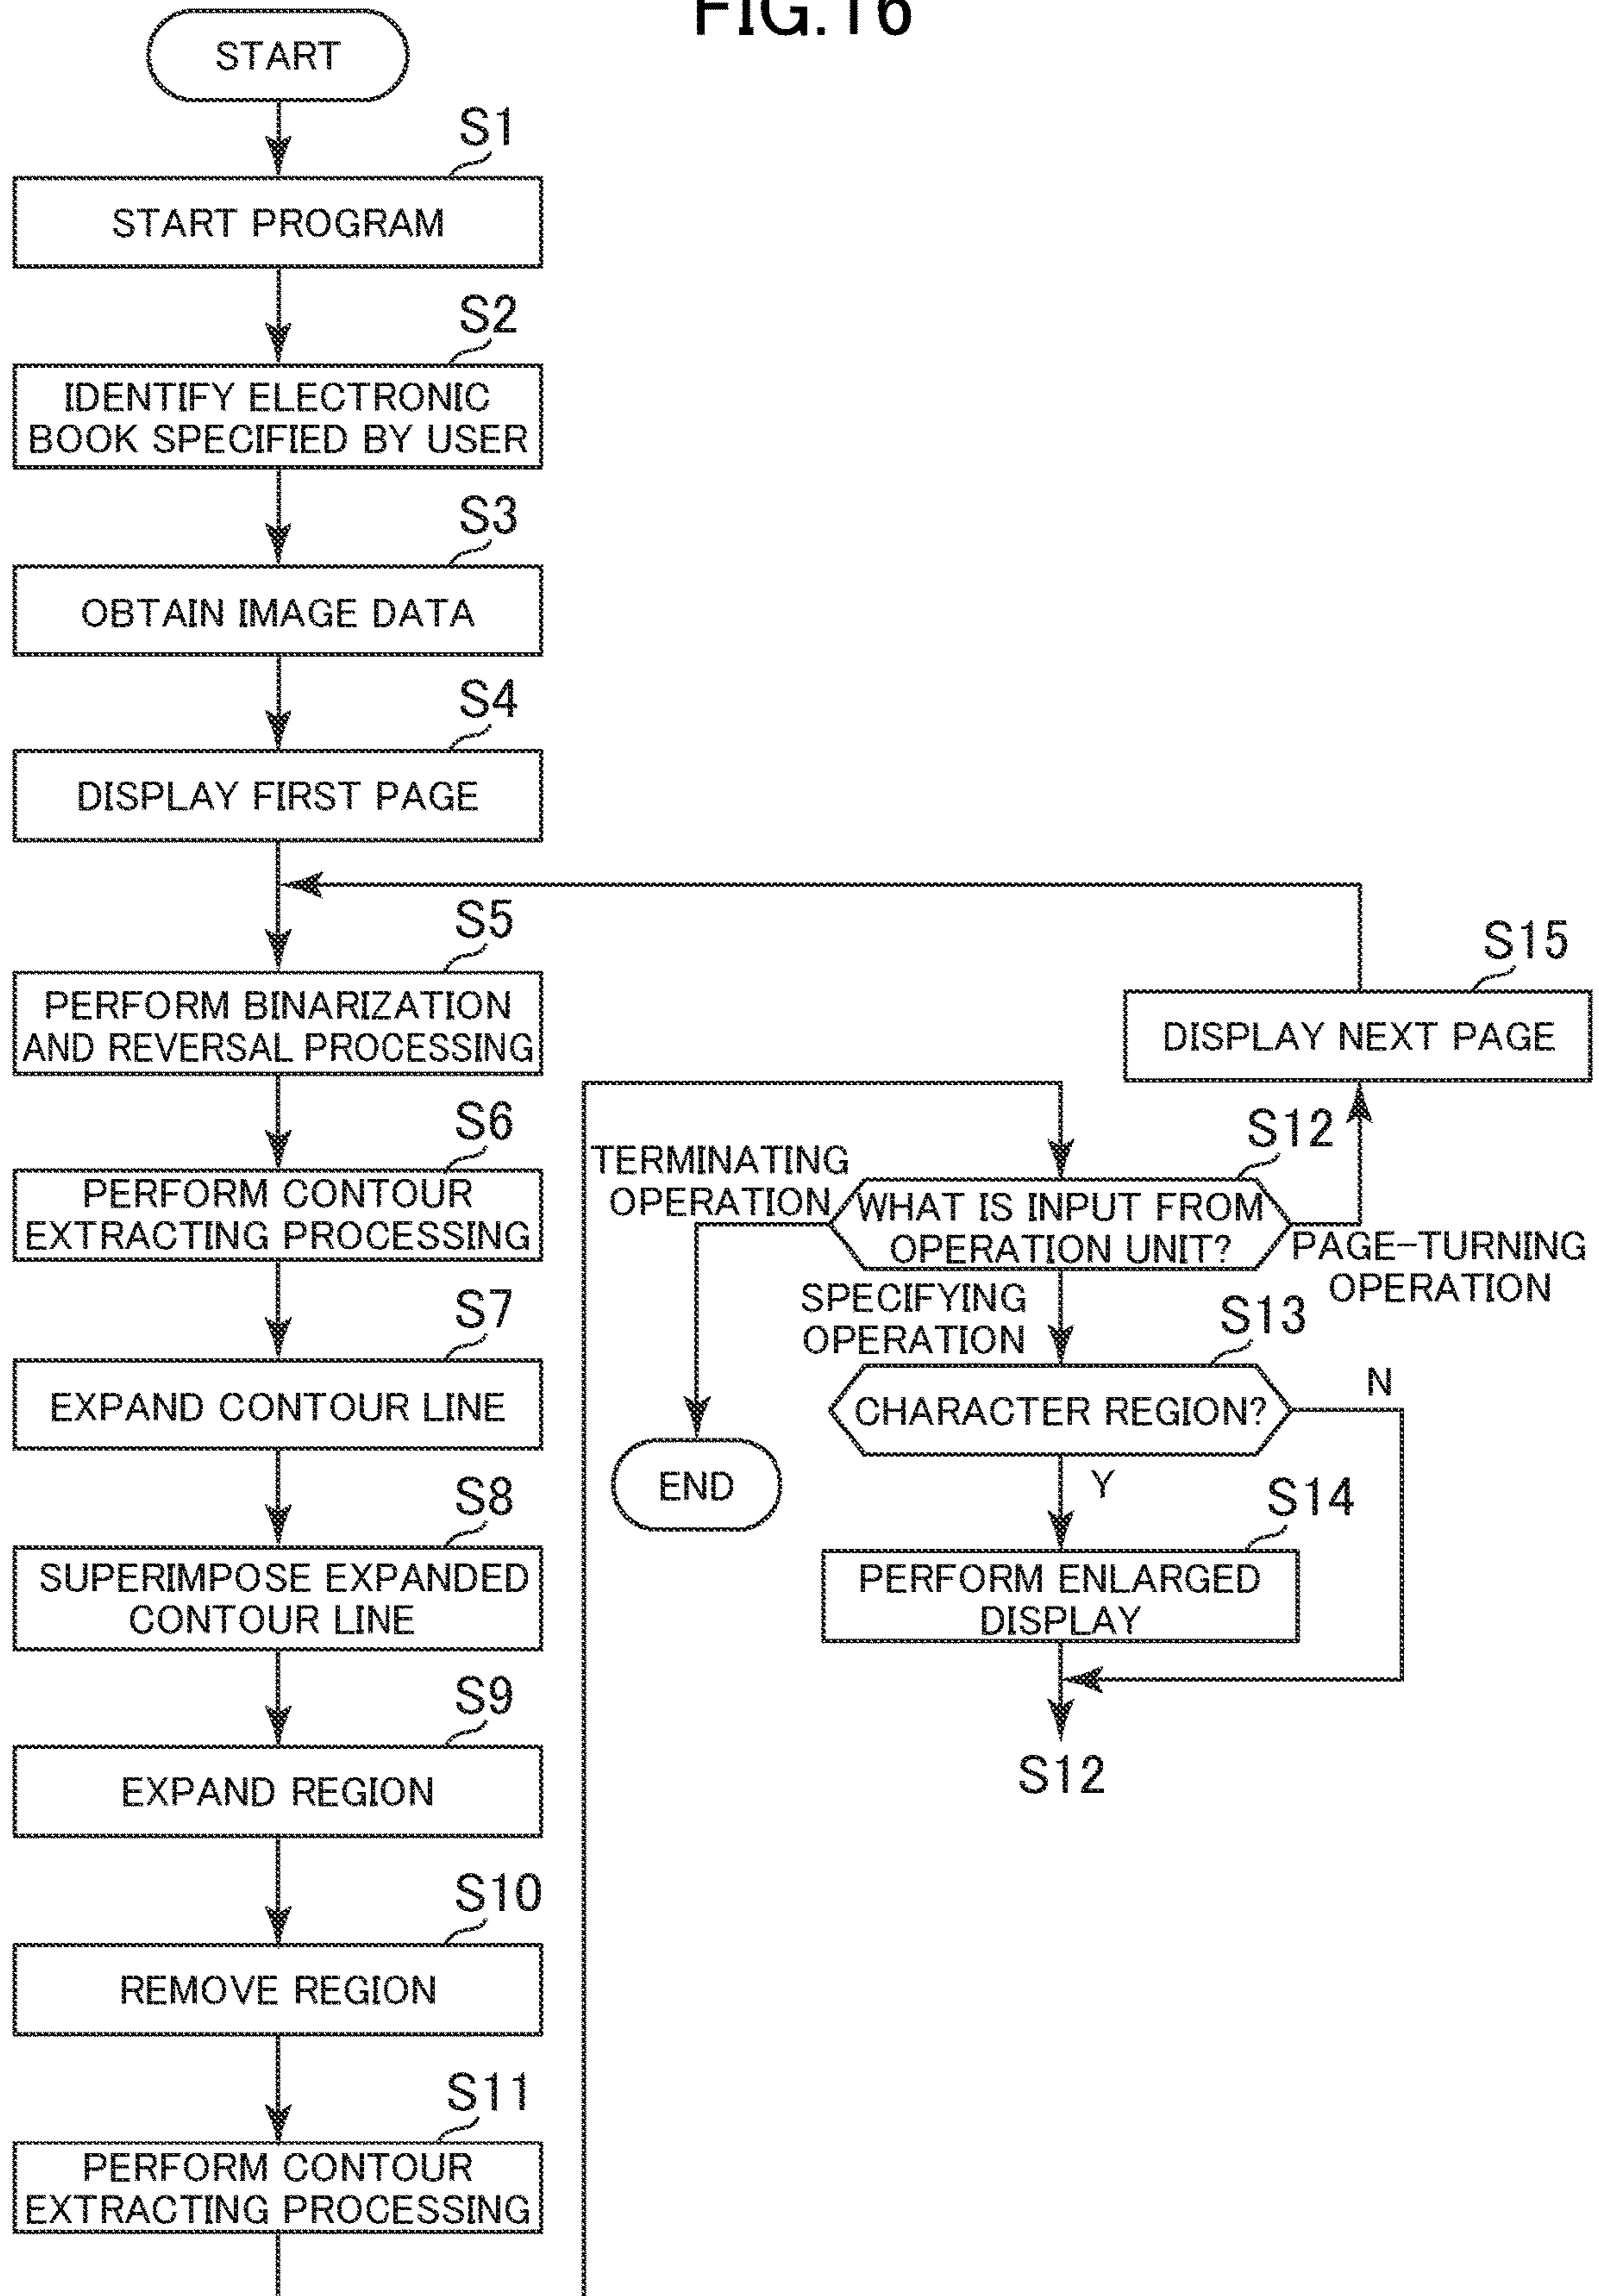 FIG.16
START
S1
START PROGRAM
S2
IDENTIFY ELECTRONIC
BOOK SPECIFIED BY USER
S3
OBTAIN IMAGE DATA
S4
DISPLAY FIRST PAGE
S5
PERFORM BINARIZATION
AND REVERSAL PROCESSING
S6
PERFORM CONTOUR
EXTRACTING PROCESSING
S7
EXPAND CONTOUR LINE
S8
SUPERIMPOSE EXPANDED
CONTOUR LINE
S9
EXPAND REGION
S10
REMOVE REGION
S11
PERFORM CONTOUR
EXTRACTING PROCESSING
S12
WHAT IS INPUT FROM
OPERATION UNIT?
TERMINATING
OPERATION
END
PAGE-TURNING
OPERATION
S15
DISPLAY NEXT PAGE
SPECIFYING
OPERATION
S13
CHARACTER REGION?
N
Y
S14
PERFORM ENLARGED
DISPLAY
S12